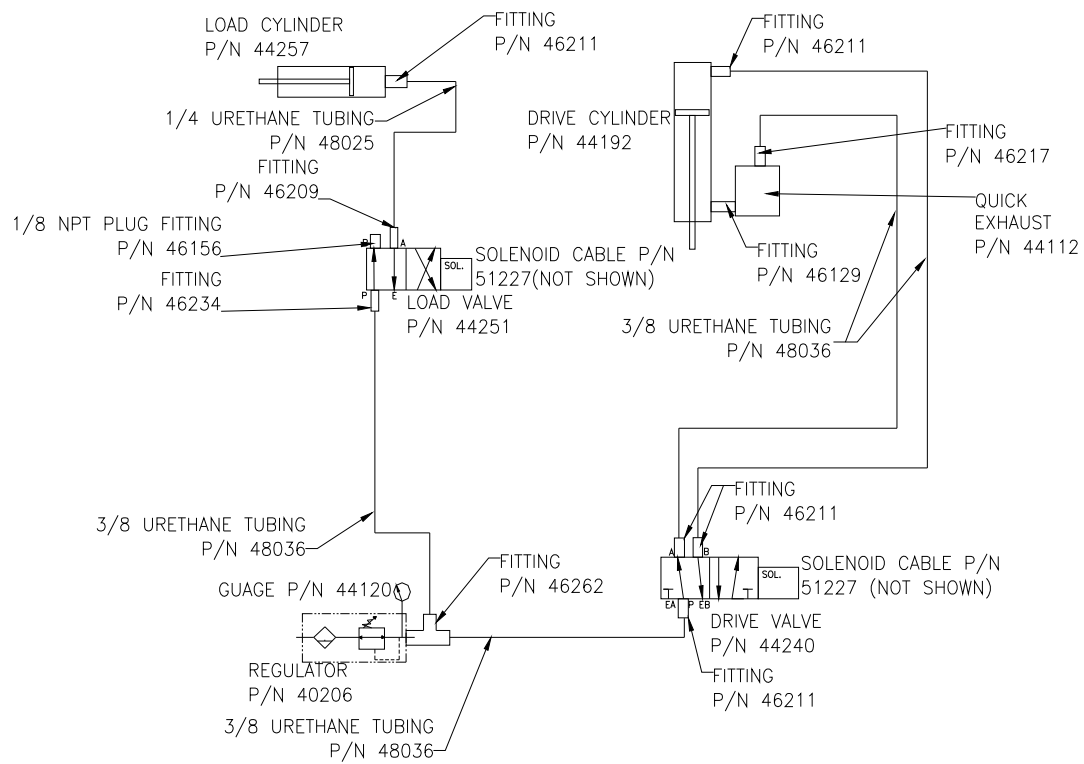 LOAD CYLINDER
P/N 44257
FITTING
P/N 46211
1/4 URETHANE TUBING
P/N 48025
FITTING
P/N 46209
1/8 NPT PLUG FITTING
P/N 46156
FITTING
P/N 46234
B
A
P
E
SOL.
SOLENOID CABLE P/N
51227(NOT SHOWN)
LOAD VALVE
P/N 44251
FITTING
P/N 46211
DRIVE CYLINDER
P/N 44192
FITTING
P/N 46217
QUICK
EXHAUST
P/N 44112
FITTING
P/N 46129
3/8 URETHANE TUBING
P/N 48036
3/8 URETHANE TUBING
P/N 48036
GUAGE P/N 44120
FITTING
P/N 46262
REGULATOR
P/N 40206
3/8 URETHANE TUBING
P/N 48036
FITTING
P/N 46211
A
B
EA P EB
SOL.
SOLENOID CABLE P/N
51227 (NOT SHOWN)
DRIVE VALVE
P/N 44240
FITTING
P/N 46211